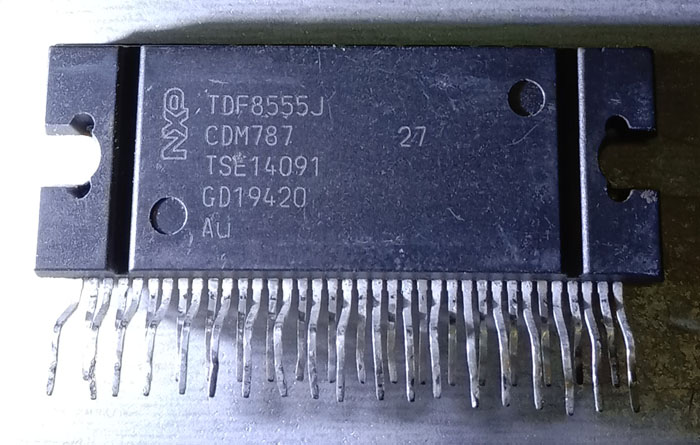 NXP
TDF8555J
CDM787 27
TSE14091
GD19420
Au